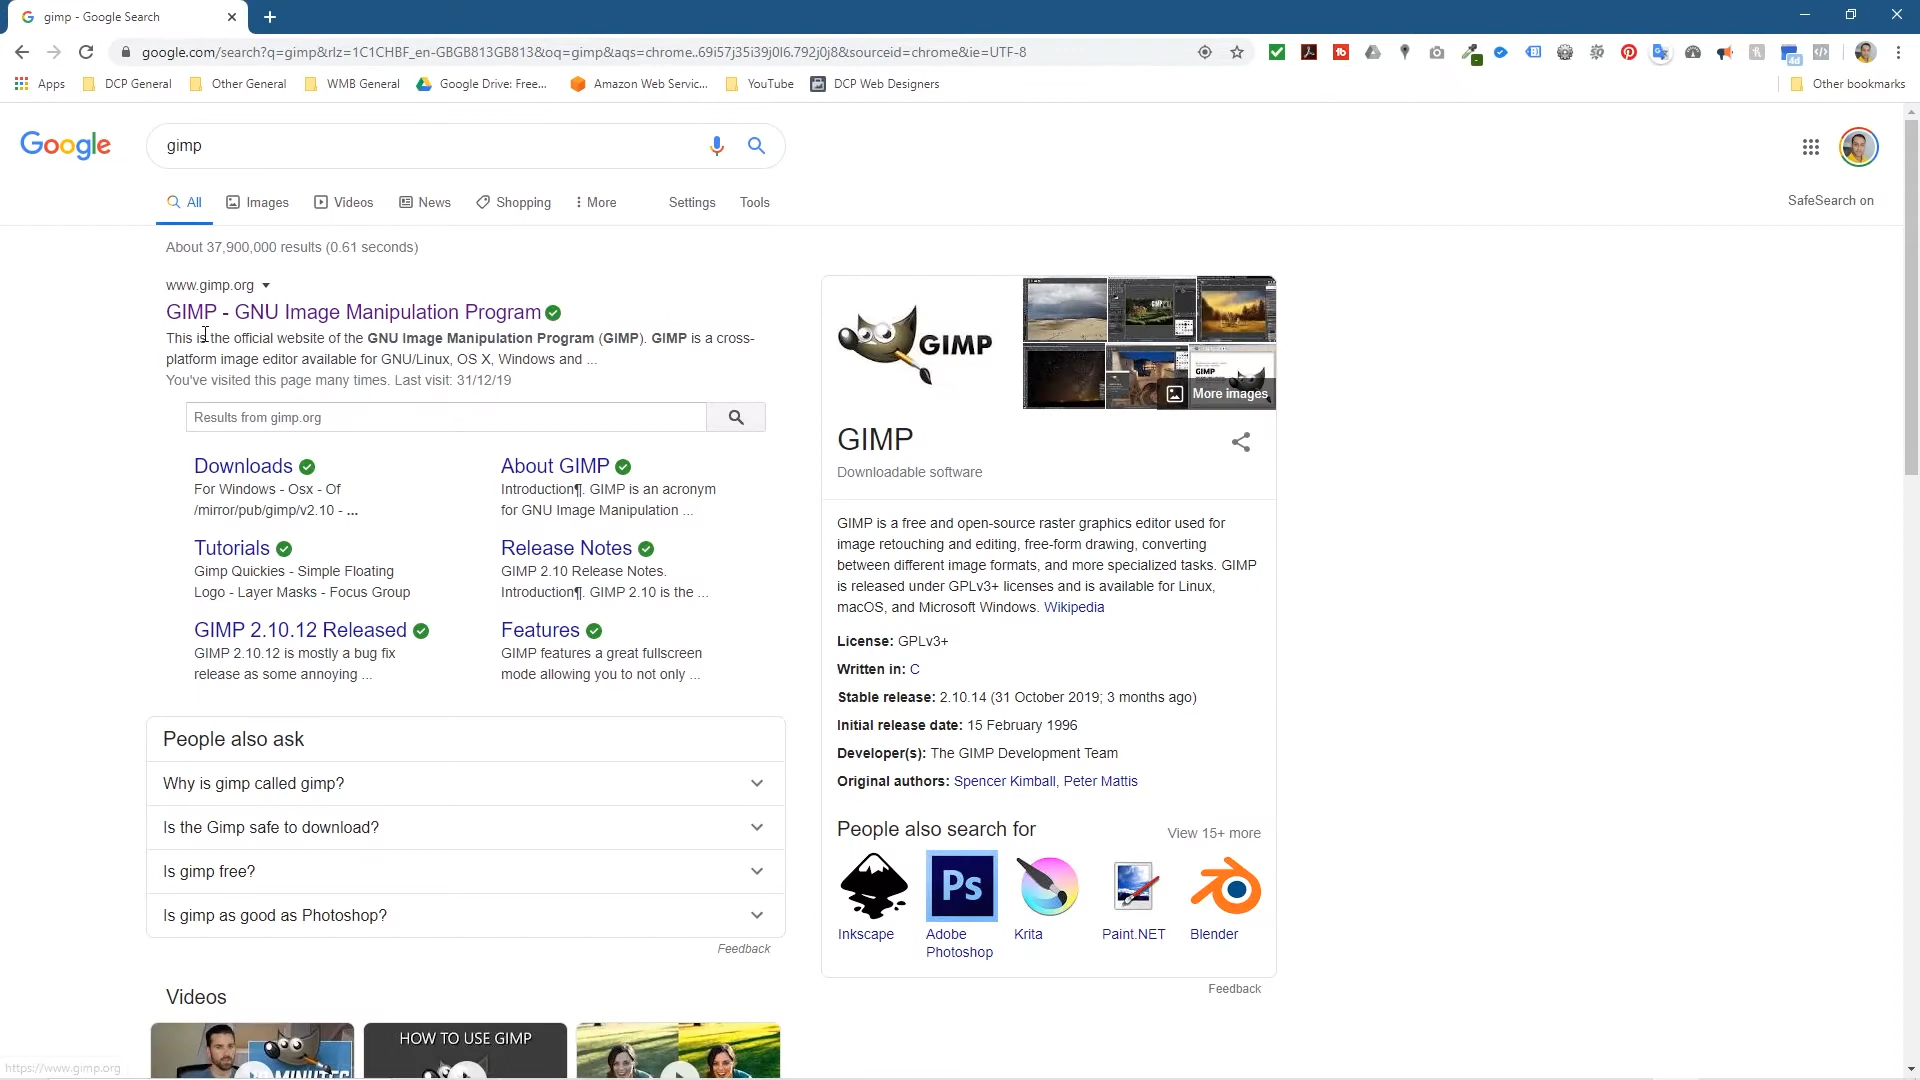 gimp - Google Search
google.com/search?q=gimp&rlz=1C1CHBF_en-GBGB813GB813&oq=gimp&aqs=chrome..69i57j35i39j0l6.792j0j8&sourceid=chrome&ie=UTF-8
Apps DCP General Other General WMB General Google Drive: Free... Amazon Web Servic... YouTube DCP Web Designers Other bookmarks
Google gimp
All Images Videos News Shopping More Settings Tools SafeSearch on
About 37,900,000 results (0.61 seconds)
www.gimp.org
GIMP - GNU Image Manipulation Program
This is the official website of the GNU Image Manipulation Program (GIMP). GIMP is a cross-
platform image editor available for GNU/Linux, OS X, Windows and ...
You've visited this page many times. Last visit: 31/12/19
Results from gimp.org
Downloads
For Windows - Osx - Of
/mirror/pub/gimp/v2.10 - ...
About GIMP
Introduction¶. GIMP is an acronym
for GNU Image Manipulation ...
Tutorials
Gimp Quickies - Simple Floating
Logo - Layer Masks - Focus Group
Release Notes
GIMP 2.10 Release Notes.
Introduction¶. GIMP 2.10 is the ...
GIMP 2.10.12 Released
GIMP 2.10.12 is mostly a bug fix
release as some annoying ...
Features
GIMP features a great fullscreen
mode allowing you to not only ...
People also ask
Why is gimp called gimp?
Is the Gimp safe to download?
Is gimp free?
Is gimp as good as Photoshop?
Feedback
Videos
HOW TO USE GIMP
MINUTES
https://www.gimp.org
GIMP
More images
GIMP
Downloadable software
GIMP is a free and open-source raster graphics editor used for
image retouching and editing, free-form drawing, converting
between different image formats, and more specialized tasks. GIMP
is released under GPLv3+ licenses and is available for Linux,
macOS, and Microsoft Windows. Wikipedia
License: GPLv3+
Written in: C
Stable release: 2.10.14 (31 October 2019; 3 months ago)
Initial release date: 15 February 1996
Developer(s): The GIMP Development Team
Original authors: Spencer Kimball, Peter Mattis
People also search for View 15+ more
Ps
Inkscape Adobe Photoshop Krita Paint.NET Blender
Feedback